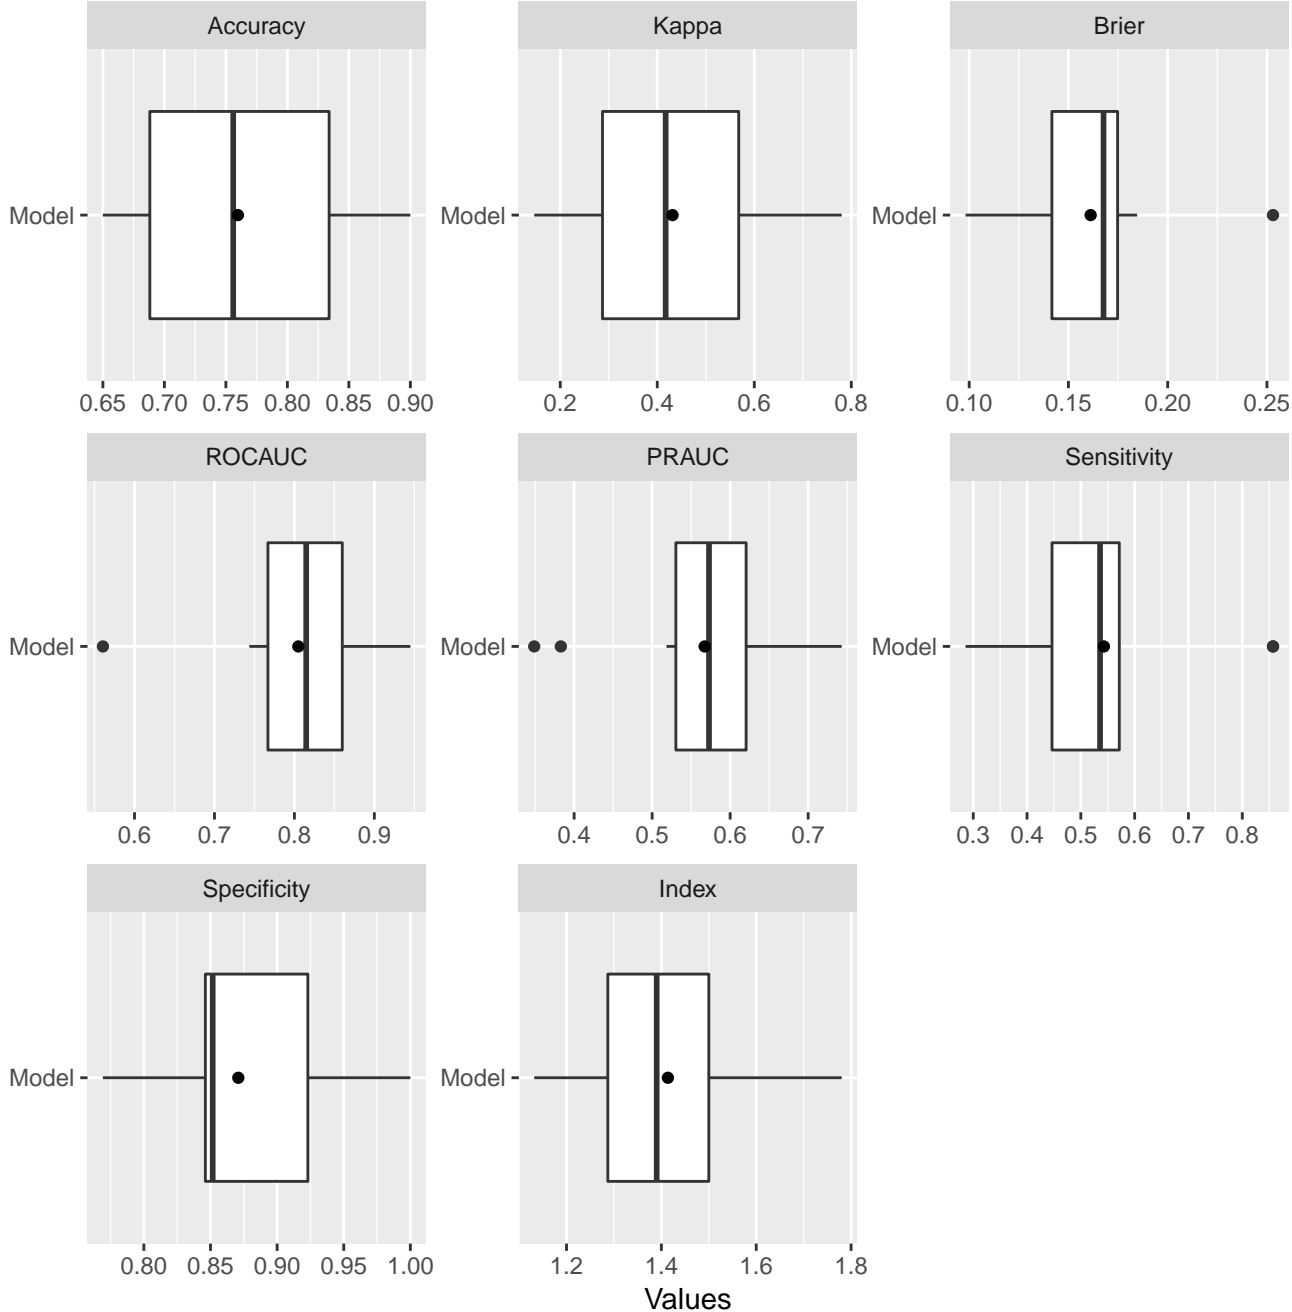 Accuracy
Kappa
Brier
Model
Model
Model
0.65 0.70 0.75 0.80 0.85 0.90
0.2 0.4 0.6 0.8
0.10 0.15 0.20 0.25
ROCAUC
PRAUC
Sensitivity
Model
Model
Model
0.6 0.7 0.8 0.9
0.4 0.5 0.6 0.7
0.3 0.4 0.5 0.6 0.7 0.8
Specificity
Index
Model
Model
0.80 0.85 0.90 0.95 1.00
1.2 1.4 1.6 1.8
Values